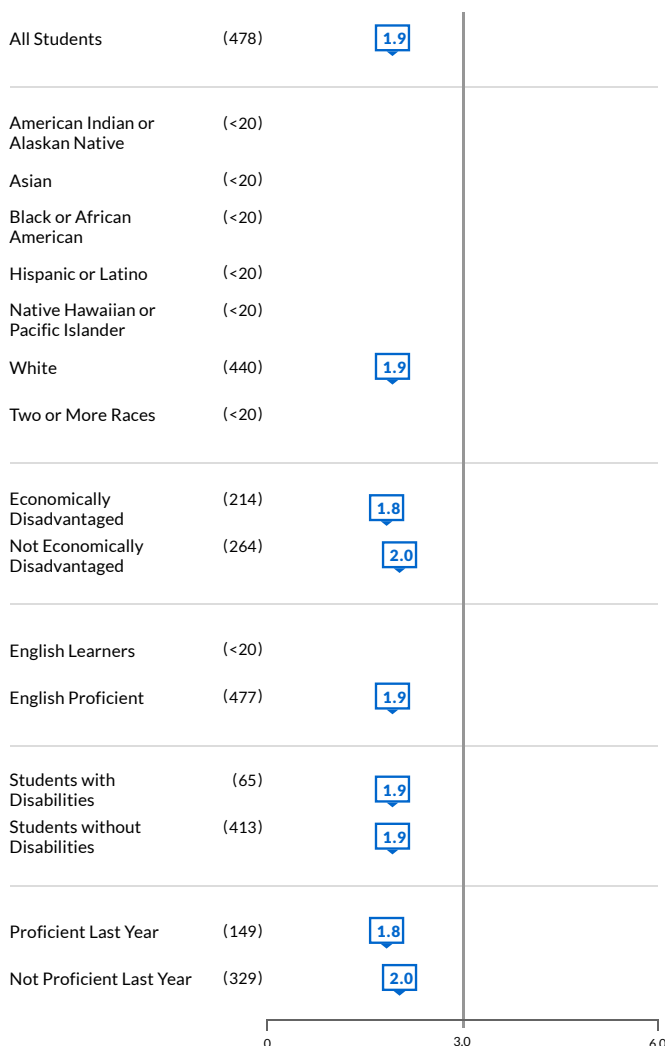 All Students (478) 1.9
American Indian or (<20)
Alaskan Native
Asian (<20)
Black or African (<20)
American
Hispanic or Latino (<20)
Native Hawaiian or (<20)
Pacific Islander
White (440) 1.9
Two or More Races (<20)
Economically (214) 1.8
Disadvantaged
Not Economically (264) 2.0
Disadvantaged
English Learners (<20)
English Proficient (477) 1.9
Students with (65) 1.9
Disabilities
Students without (413) 1.9
Disabilities
Proficient Last Year (149) 1.8
Not Proficient Last Year (329) 2.0
0 3.0 6.0